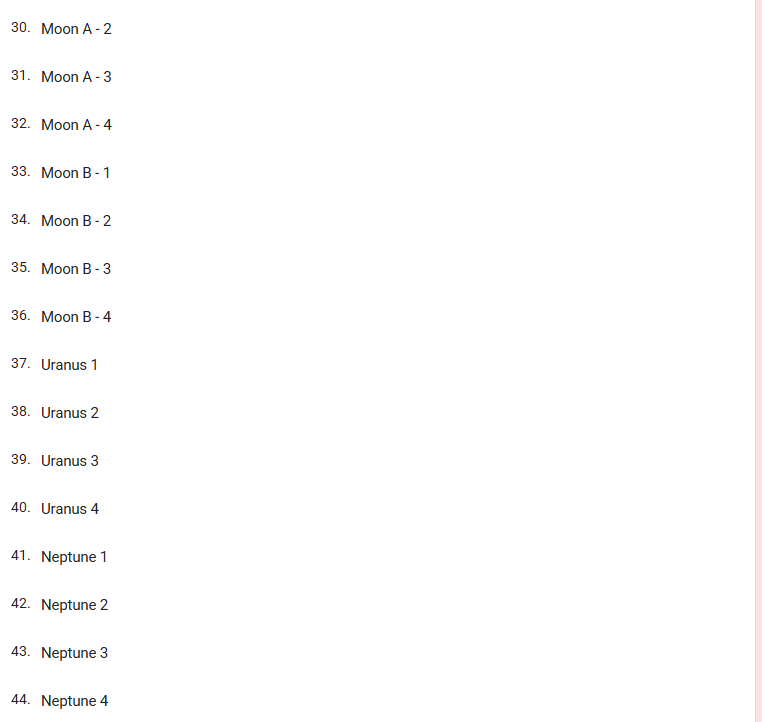 30. Moon A - 2
31. Moon A - 3
32. Moon A - 4
33. Moon B - 1
34. Moon B - 2
35. Moon B - 3
36. Moon B - 4
37. Uranus 1
38. Uranus 2
39. Uranus 3
40. Uranus 4
41. Neptune 1
42. Neptune 2
43. Neptune 3
44. Neptune 4